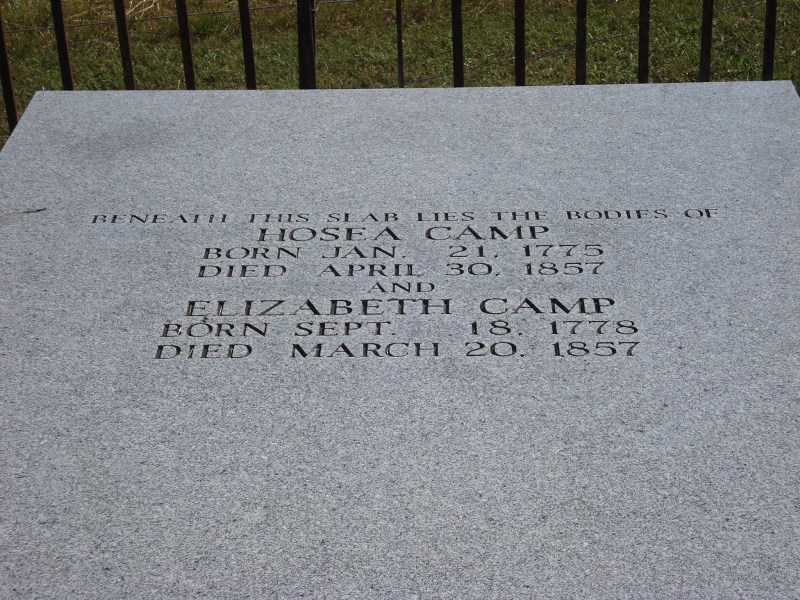 BENEATH THIS SLAB LIES THE BODIES OF
HOSEA CAMP
BORN JAN. 21, 1775
DIED APRIL 30, 1857
AND
ELIZABETH CAMP
BORN SEPT. 18, 1778
DIED MARCH 20, 1857